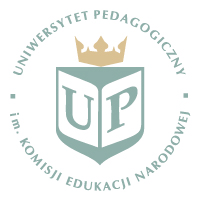 UNIWERSYTET PEDAGOGICZNY
UP
im. KOMISJI EDUKACJI NARODOWEJ